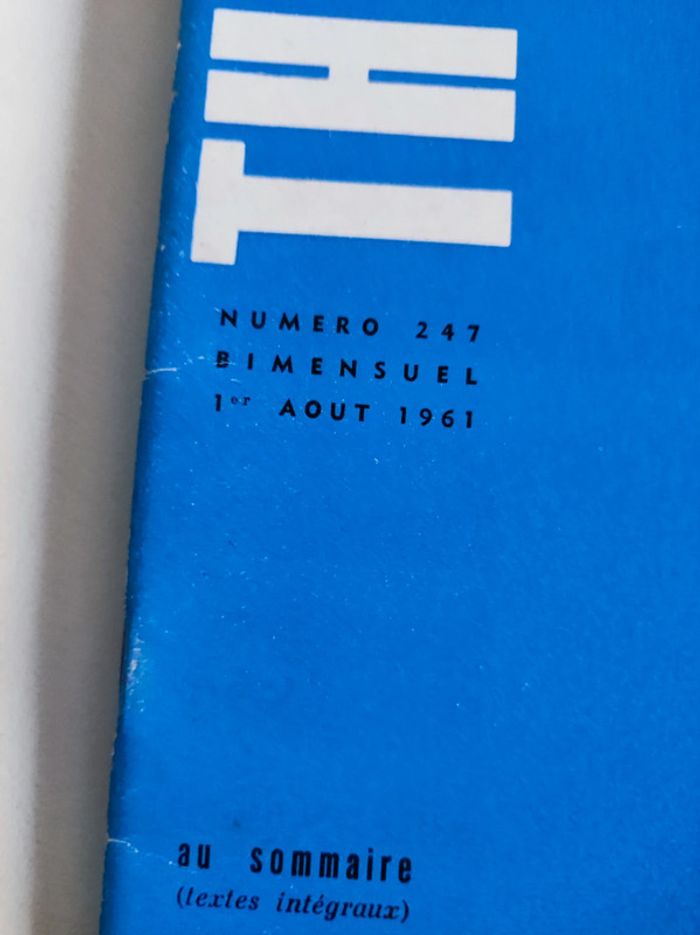 TH
NUMERO 247
BIMENSUEL
1er AOUT 1961
au sommaire
(textes intégraux)